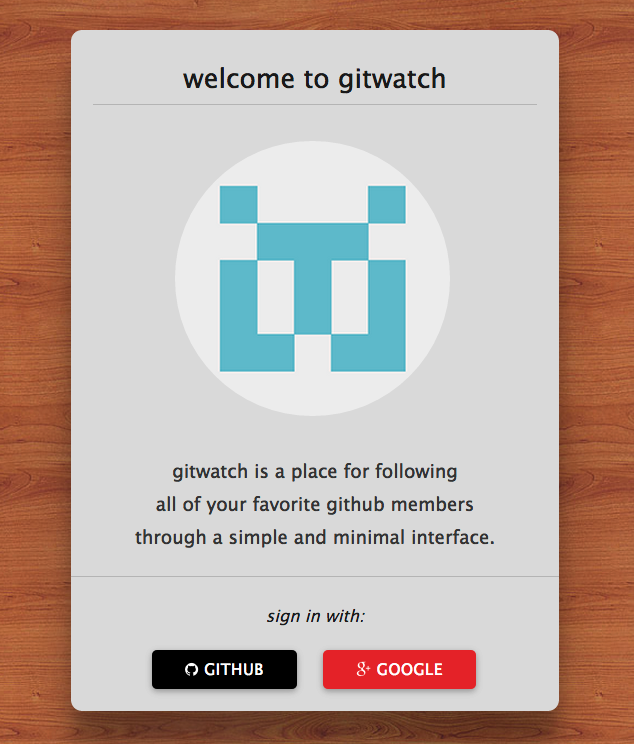 welcome to gitwatch
gitwatch is a place for following
all of your favorite github members
through a simple and minimal interface.
sign in with:
GITHUB
GOOGLE